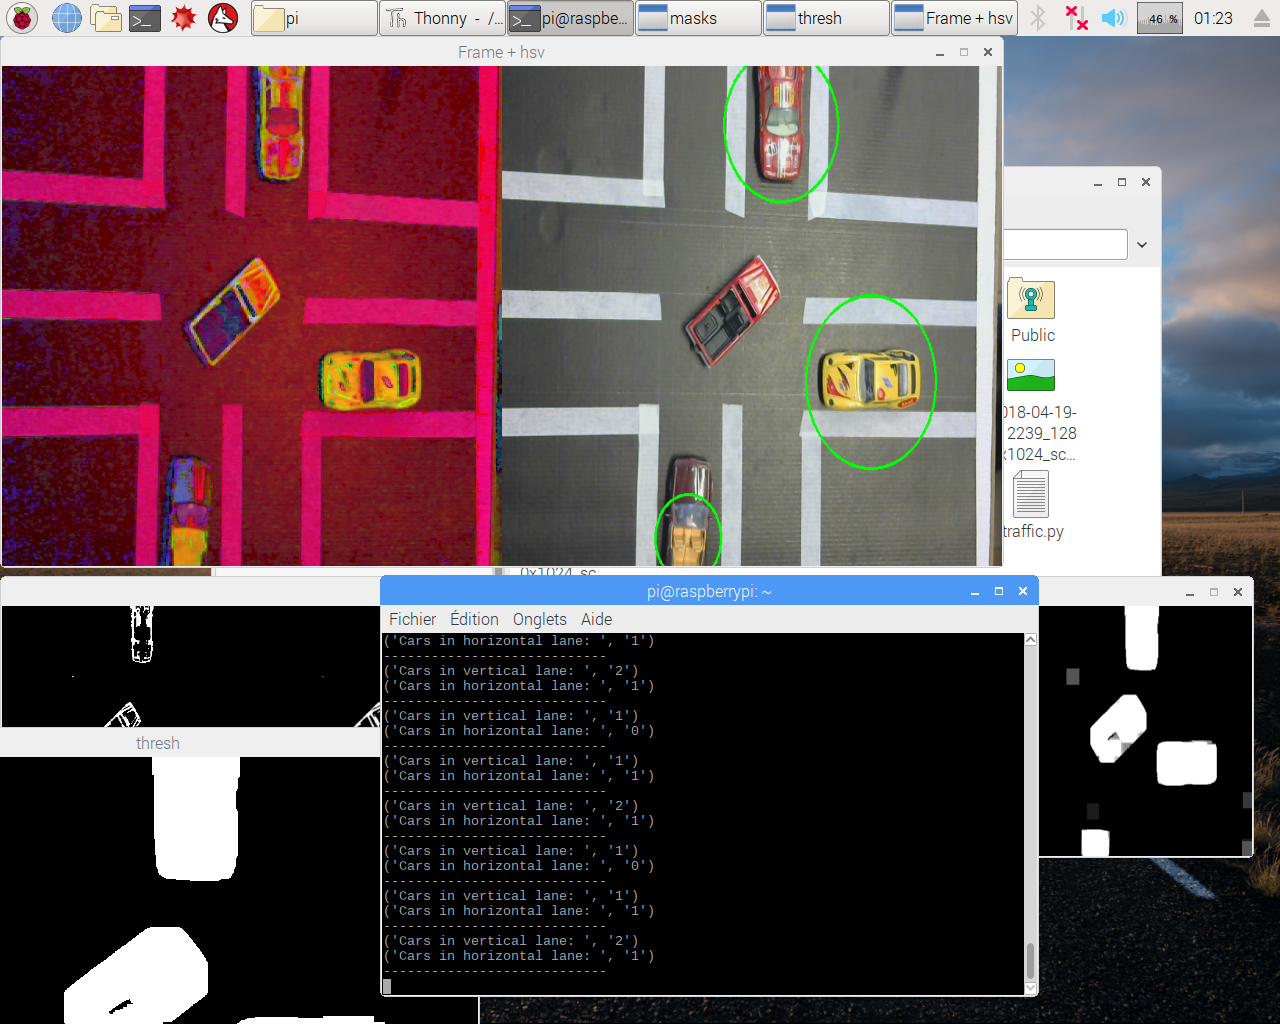 pi
Thonny - /...
pi@raspbe...
masks
thresh
Frame + hsv
46 %
01:23
Frame + hsv
Public
018-04-19-
12239_128
x1024_sc...
traffic.py
0x1024_sc
pi@raspberrypi: ~
Fichier Édition Onglets Aide
('Cars in horizontal lane: ', '1')
----------------------------
('Cars in vertical lane: ', '2')
('Cars in horizontal lane: ', '1')
----------------------------
('Cars in vertical lane: ', '1')
('Cars in horizontal lane: ', '0')
----------------------------
('Cars in vertical lane: ', '1')
('Cars in horizontal lane: ', '1')
----------------------------
('Cars in vertical lane: ', '2')
('Cars in horizontal lane: ', '1')
----------------------------
('Cars in vertical lane: ', '1')
('Cars in horizontal lane: ', '0')
----------------------------
('Cars in vertical lane: ', '1')
('Cars in horizontal lane: ', '1')
----------------------------
('Cars in vertical lane: ', '2')
('Cars in horizontal lane: ', '1')
----------------------------
thresh